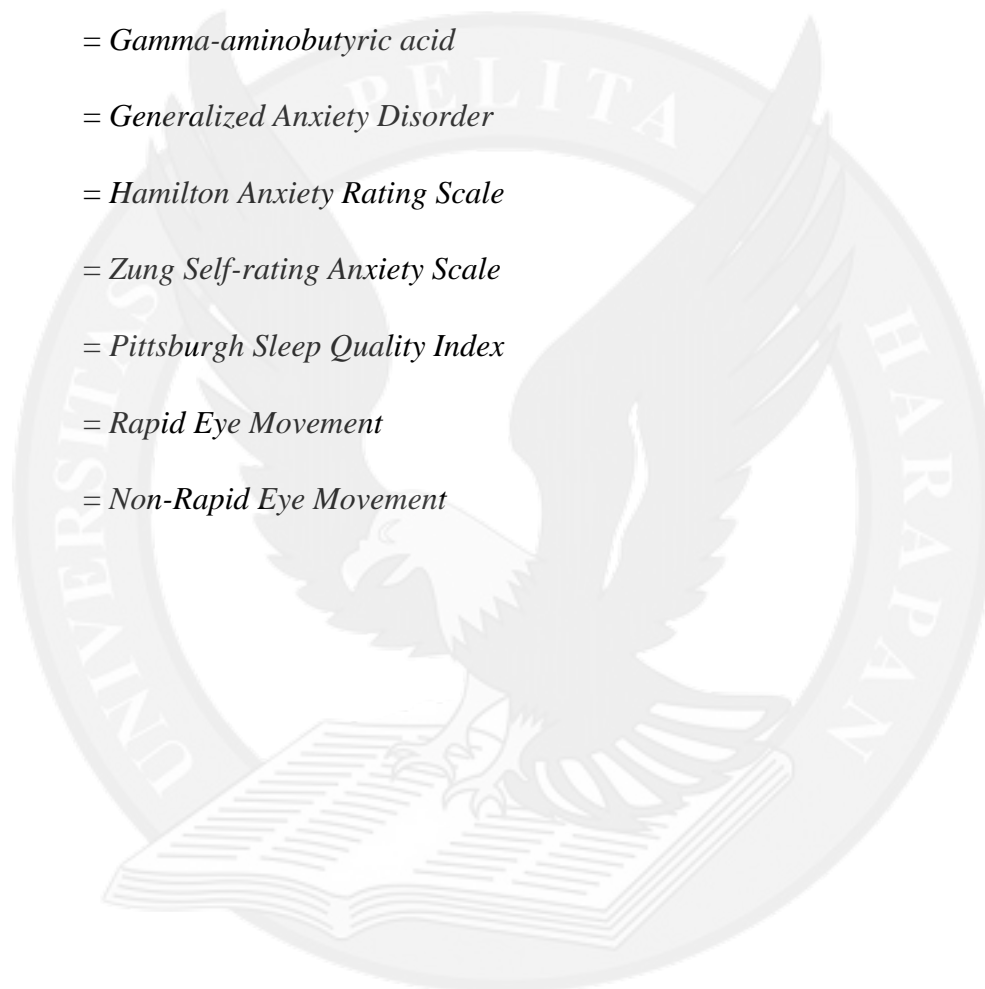 = Gamma-aminobutyric acid
= Generalized Anxiety Disorder
= Hamilton Anxiety Rating Scale
= Zung Self-rating Anxiety Scale
= Pittsburgh Sleep Quality Index
= Rapid Eye Movement
= Non-Rapid Eye Movement
UNIVERSITAS PELITA HARAPAN